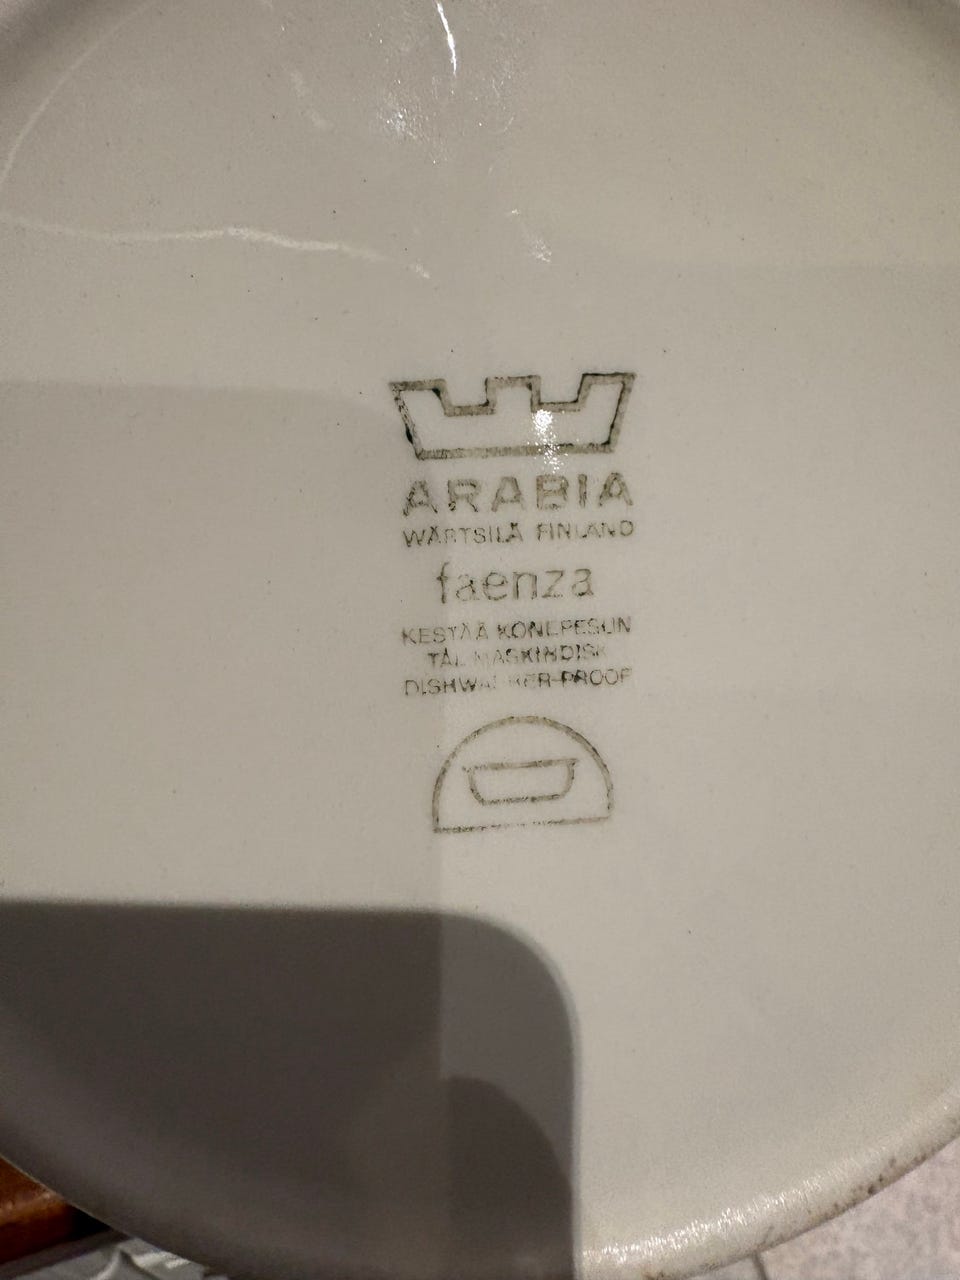 ARABIA
WÄRTSILÄ FINLAND
faenza
KESTÄÄ KONEPESUN
TÅL MASKINDISK
DISHWASHER-PROOF